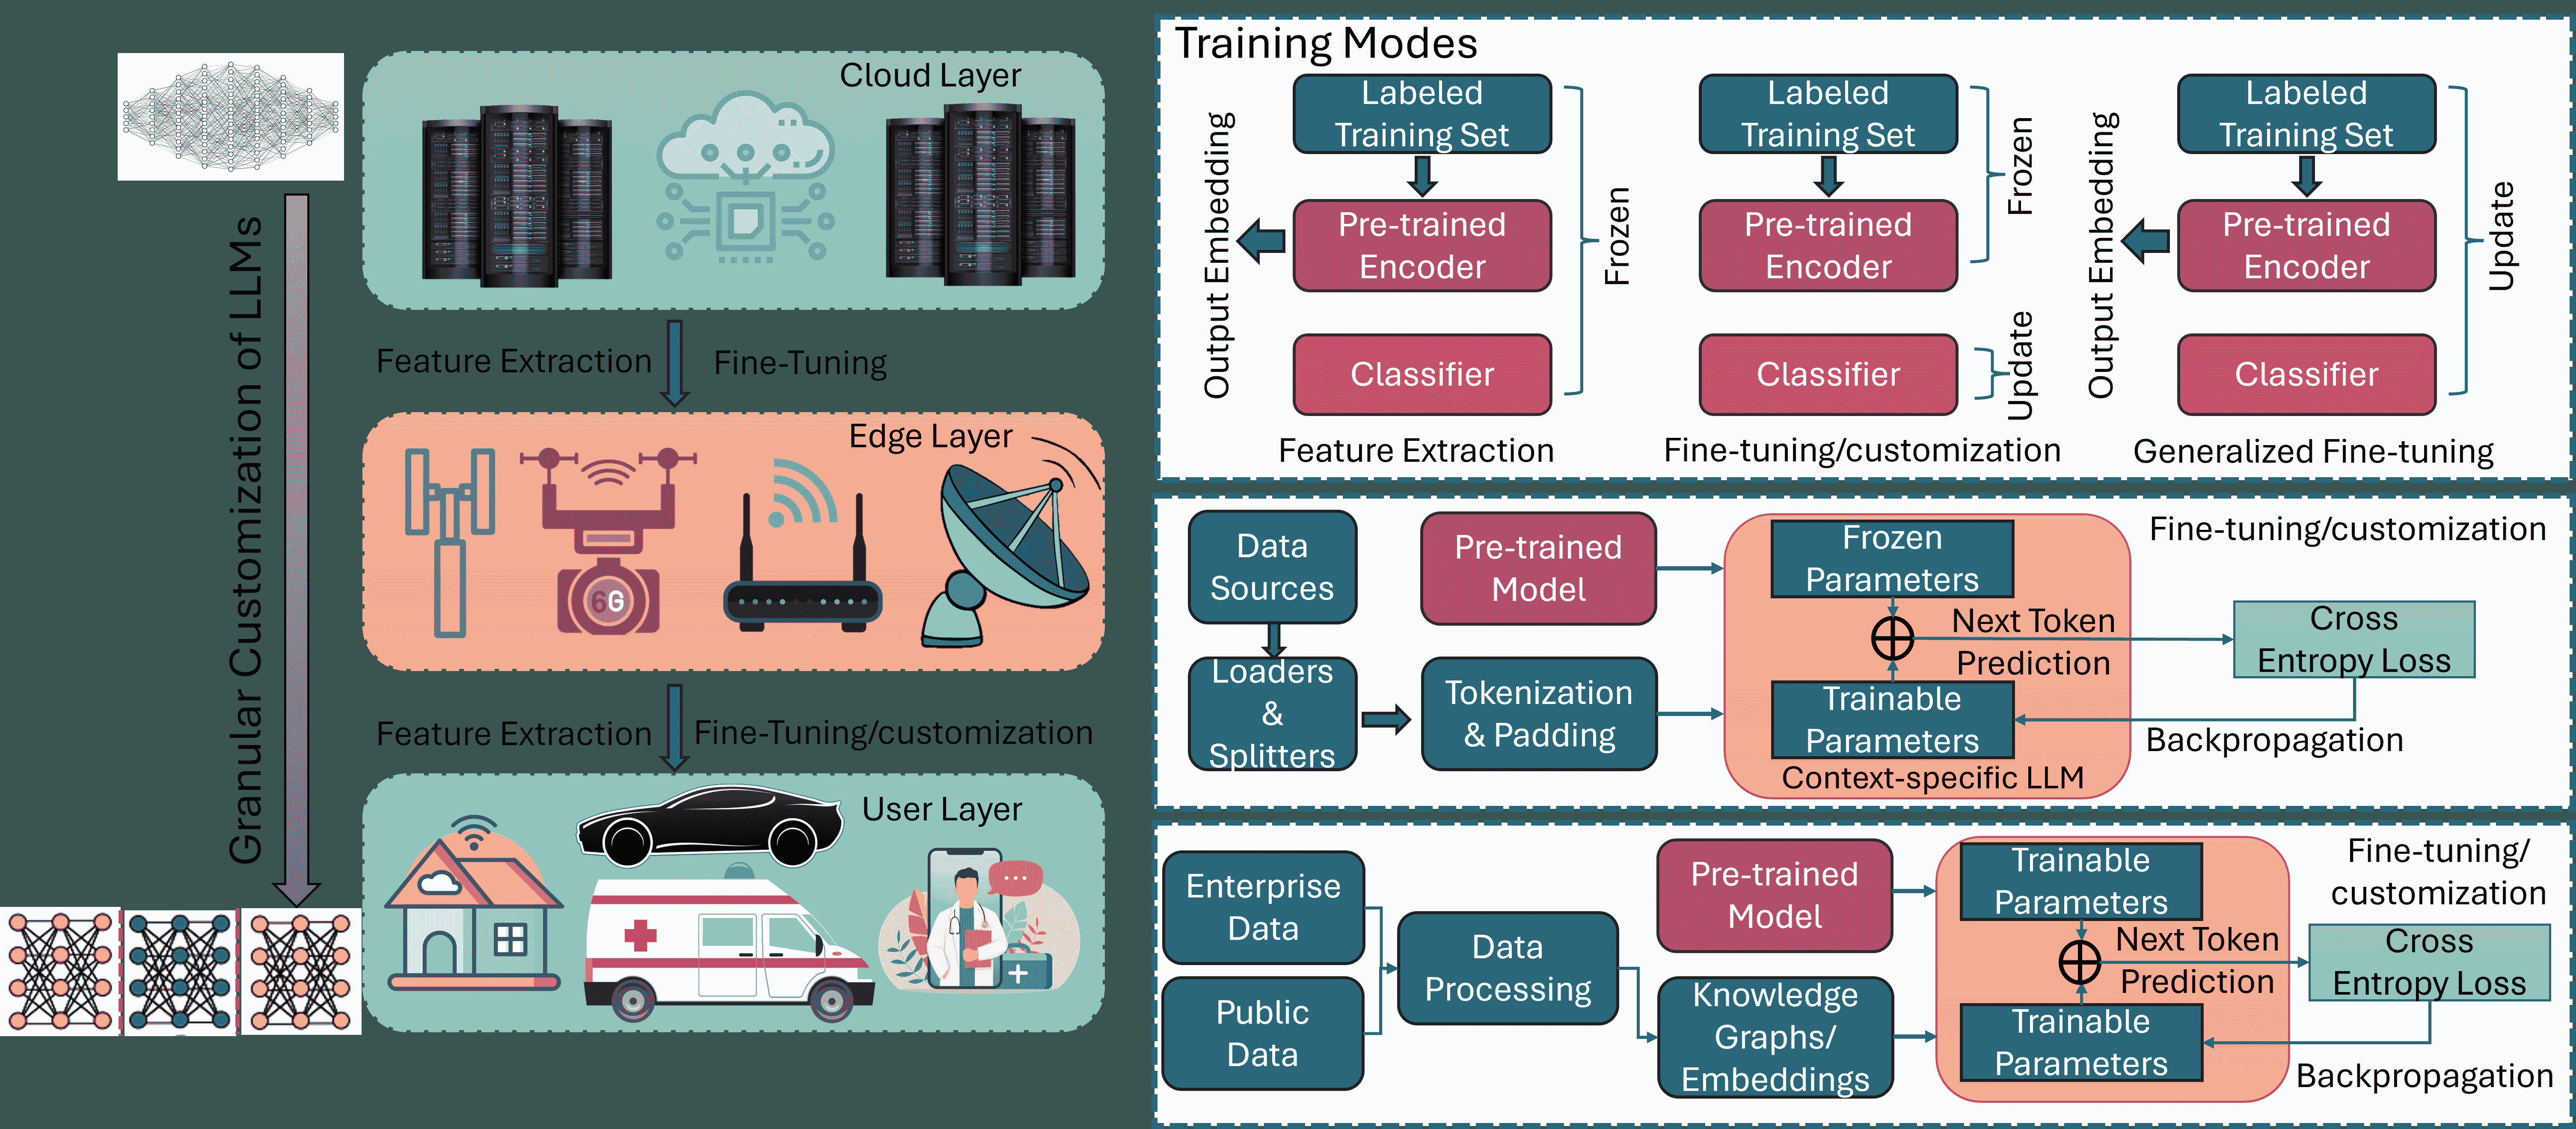 Granular Customization of LLMs
Cloud Layer
Feature Extraction
Fine-Tuning
Edge Layer
6G
Feature Extraction
Fine-Tuning/customization
User Layer
Training Modes
Output Embedding
Labeled
Training Set
Pre-trained
Encoder
Classifier
Frozen
Feature Extraction
Labeled
Training Set
Pre-trained
Encoder
Classifier
Frozen
Update
Fine-tuning/customization
Output Embedding
Labeled
Training Set
Pre-trained
Encoder
Classifier
Update
Generalized Fine-tuning
Data
Sources
Loaders
&
Splitters
Pre-trained
Model
Tokenization
& Padding
Frozen
Parameters
Next Token
Prediction
Trainable
Parameters
Context-specific LLM
Fine-tuning/customization
Cross
Entropy Loss
Backpropagation
Enterprise
Data
Public
Data
Data
Processing
Pre-trained
Model
Knowledge
Graphs/
Embeddings
Trainable
Parameters
Next Token
Prediction
Trainable
Parameters
Fine-tuning/
customization
Cross
Entropy Loss
Backpropagation